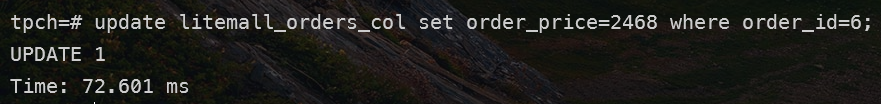 tpch=# update litemall_orders_col set order_price=2468 where order_id=6;
UPDATE 1
Time: 72.601 ms